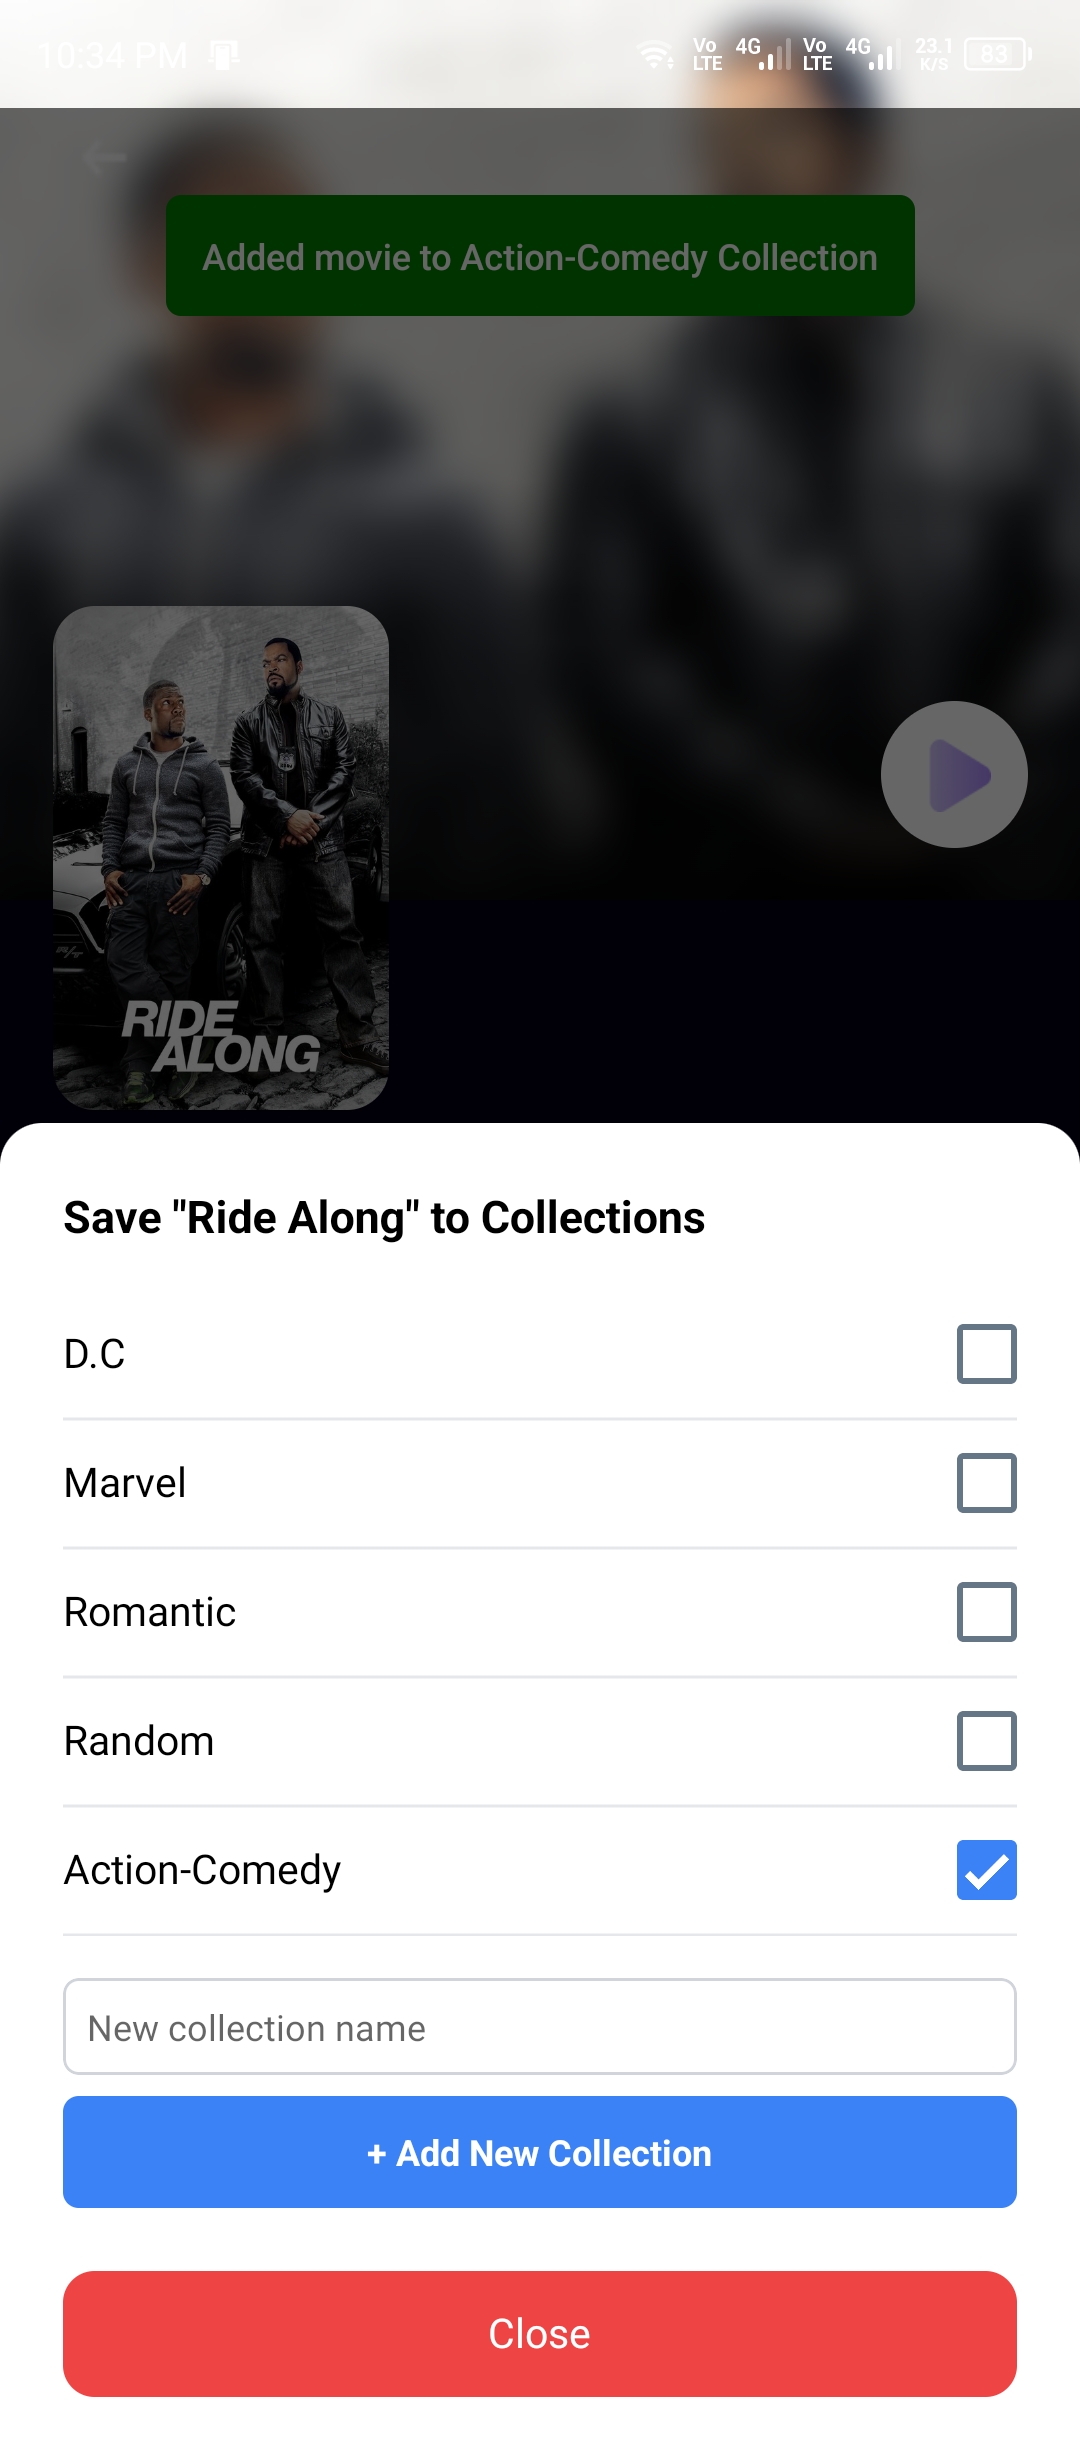 10:34 PM
Vo LTE 4G Vo LTE 4G 23.1 K/S 83
Added movie to Action-Comedy Collection
RIDE
ALONG
Save "Ride Along" to Collections
D.C
Marvel
Romantic
Random
Action-Comedy
New collection name
+ Add New Collection
Close